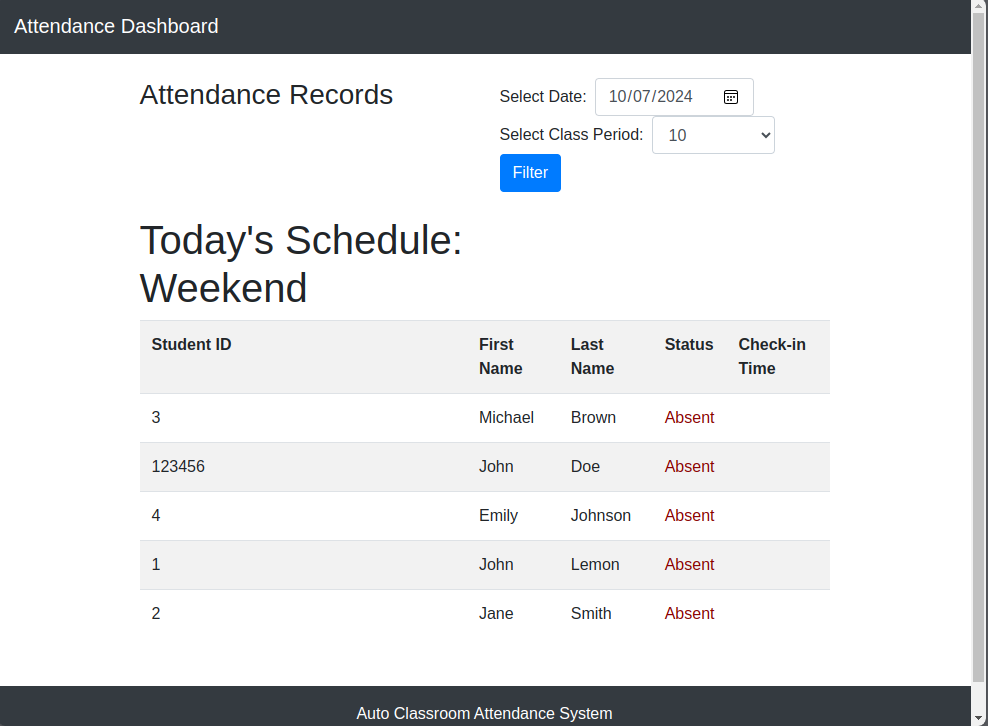 Attendance Dashboard
Attendance Records
Select Date: 10/07/2024
Select Class Period: 10
Filter
Today's Schedule:
Weekend
Student ID First Last Status Check-in
Name Name Time
3 Michael Brown Absent
123456 John Doe Absent
4 Emily Johnson Absent
1 John Lemon Absent
2 Jane Smith Absent
Auto Classroom Attendance System